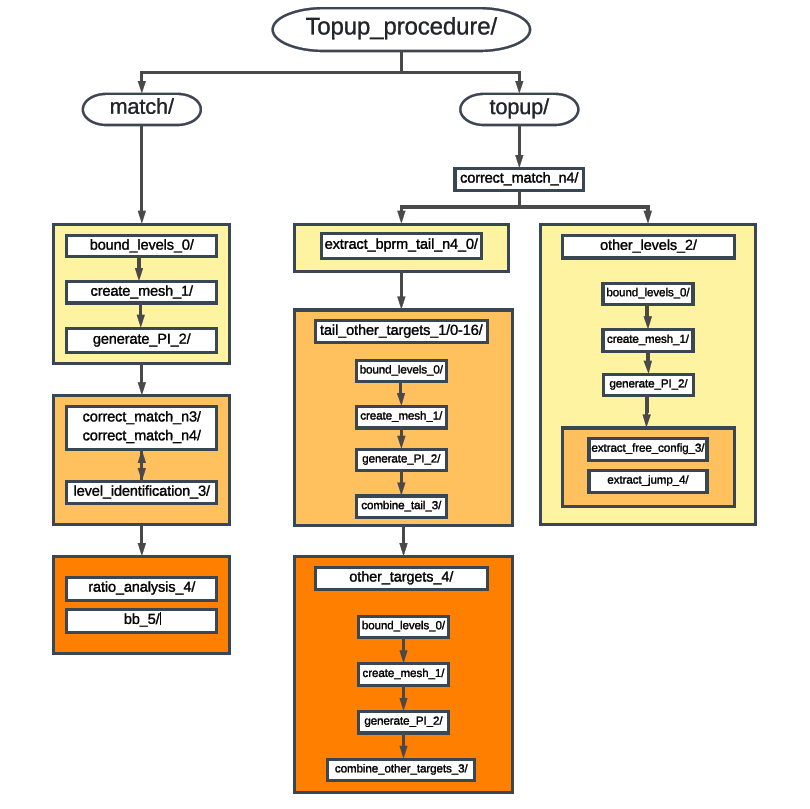 Topup_procedure/
match/
topup/
correct_match_n4/
bound_levels_0/
create_mesh_1/
generate_PI_2/
correct_match_n3/
correct_match_n4/
level_identification_3/
ratio_analysis_4/
bb_5/
extract_bprm_tail_n4_0/
tail_other_targets_1/0-16/
bound_levels_0/
create_mesh_1/
generate_PI_2/
combine_tail_3/
other_targets_4/
bound_levels_0/
create_mesh_1/
generate_PI_2/
combine_other_targets_3/
other_levels_2/
bound_levels_0/
create_mesh_1/
generate_PI_2/
extract_free_config_3/
extract_jump_4/